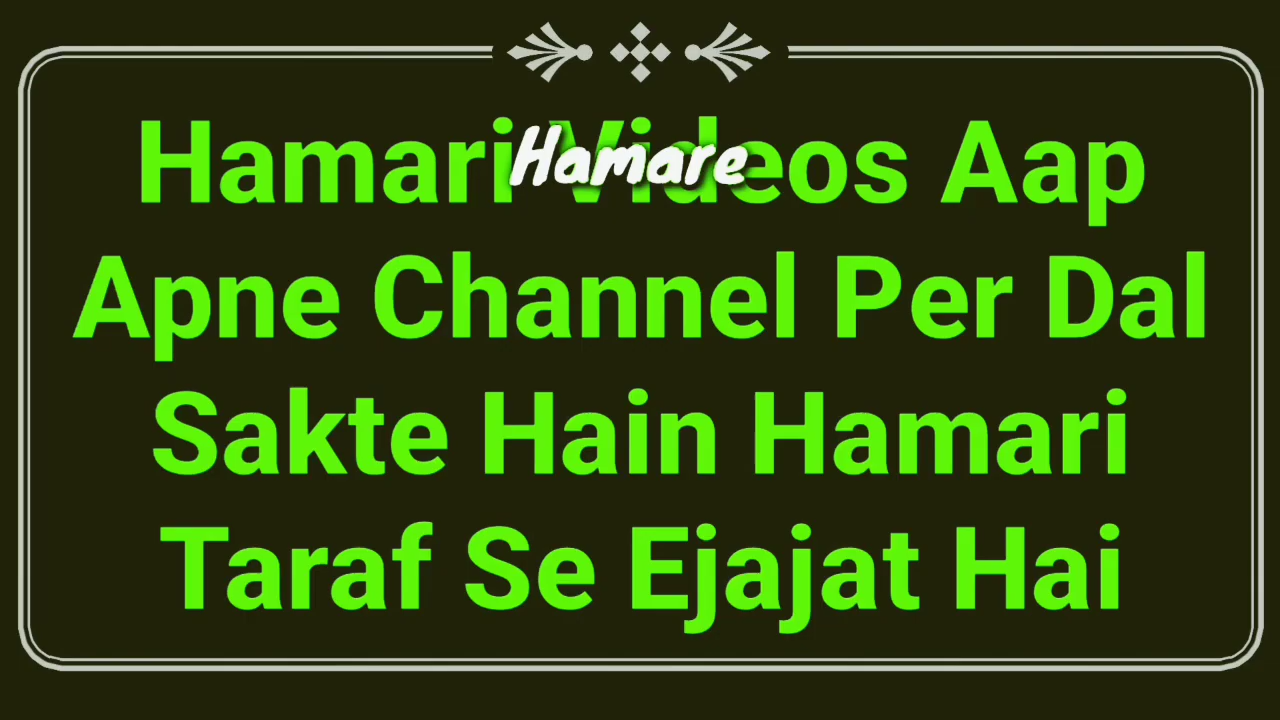 Hamari Videos Aap
Hamare
Apne Channel Per Dal
Sakte Hain Hamari
Taraf Se Ejajat Hai